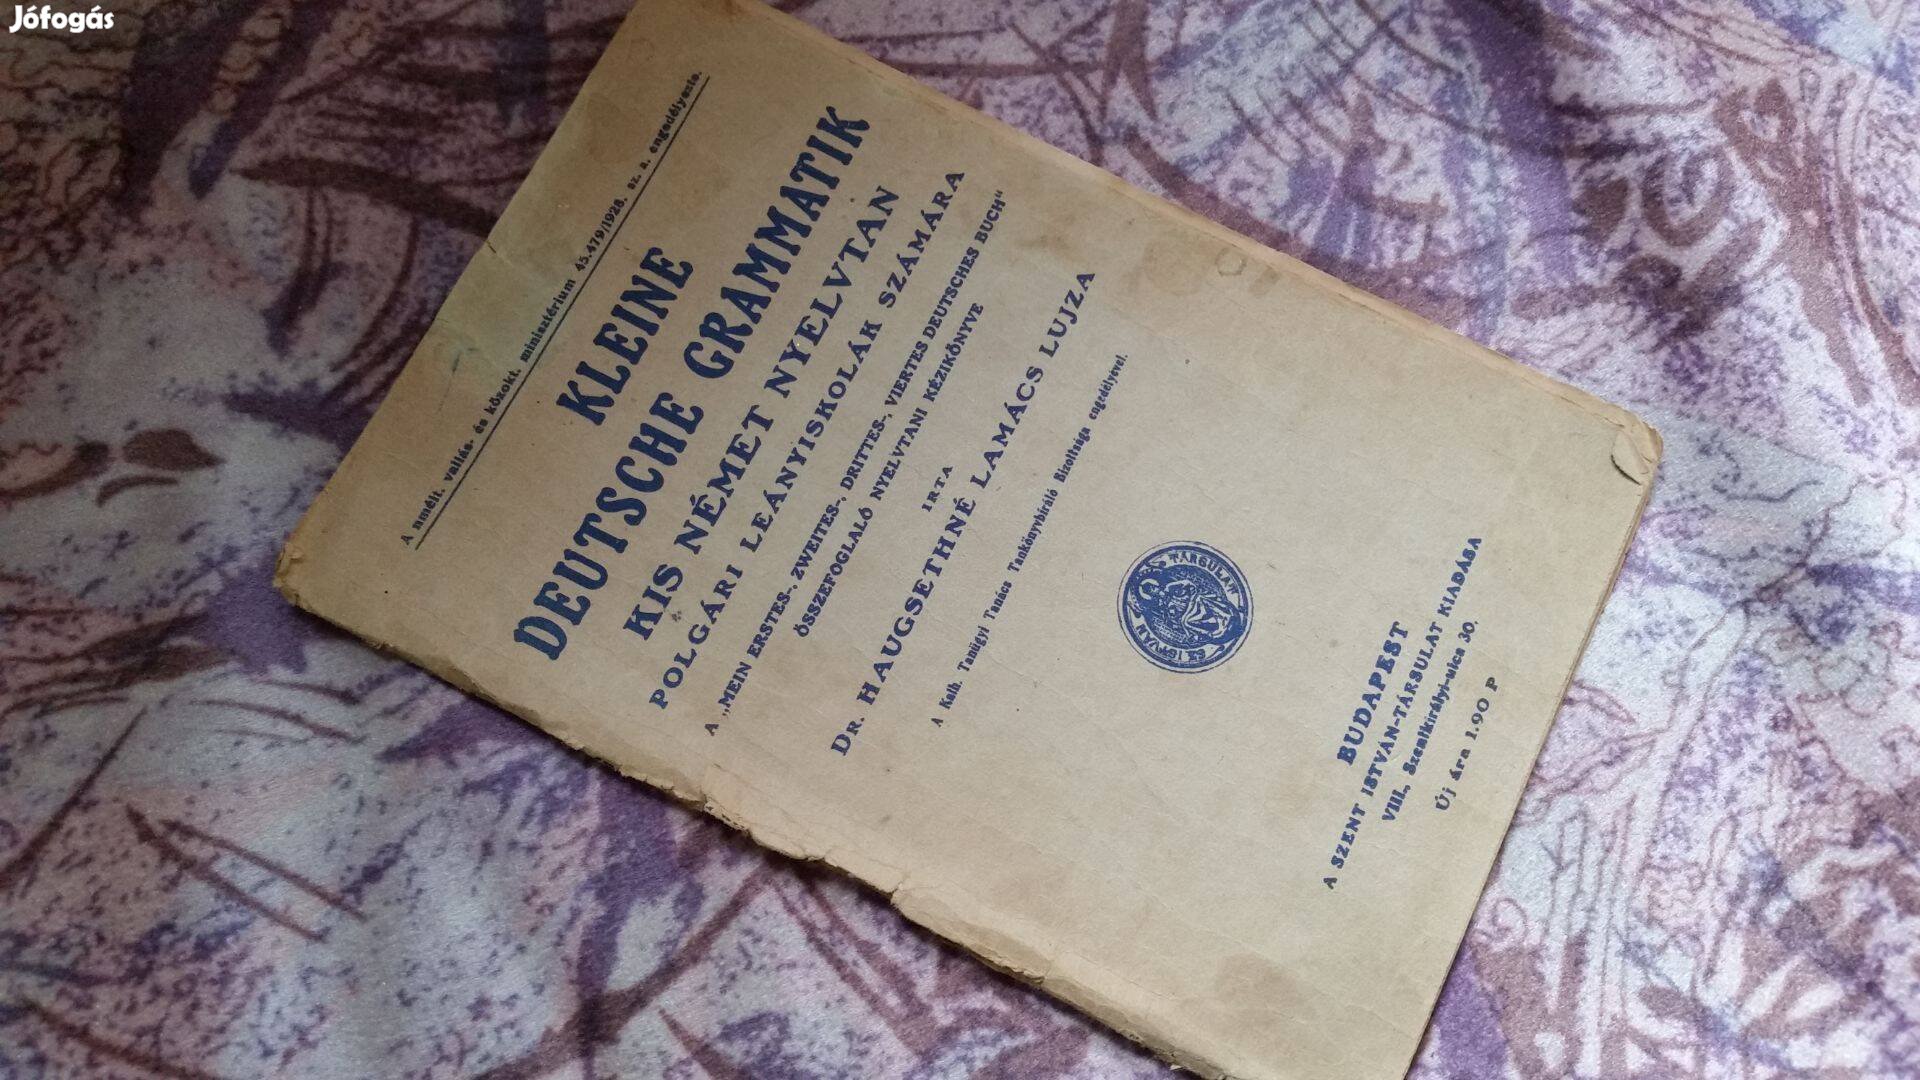 Jófogás
A nmélt. vallás- és közokt. minisztérium 45.479/1928. sz. a. engedélyezte.
KLEINE
DEUTSCHE GRAMMATIK
KIS NÉMET NYELVTAN
POLGÁRI LEÁNYISKOLÁK SZÁMÁRA
A „MEIN ERSTES-, ZWEITES-, DRITTES-, VIERTES DEUTSCHES BUCH"
ÖSSZEFOGLALÓ NYELVTANI KÉZIKÖNYVE
IRTA
DR. HAUGSETHNÉ LAMÁCS LUJZA
A Kath. Tanügyi Tanács Tankönyvbíráló Bizottsága engedélyével.
TÁRSULAT
BUDAPEST
A SZENT ISTVÁN-TÁRSULAT KIADÁSA
VIII., Szentkirályi-utca 30.
Új ára 1.90 P